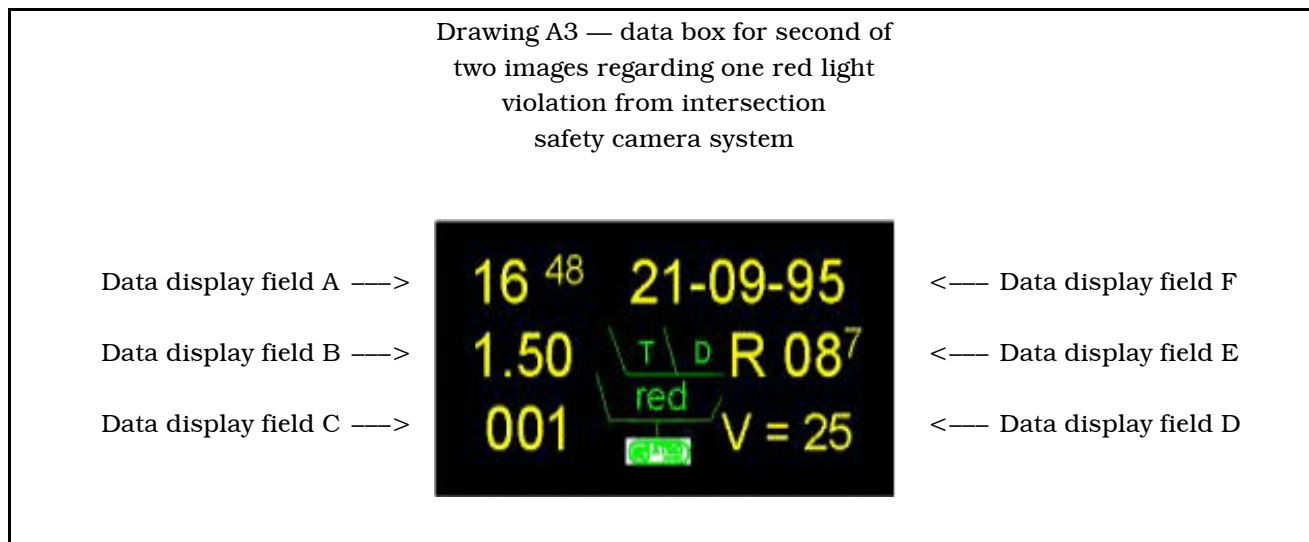 Drawing A3 — data box for second of
two images regarding one red light
violation from intersection
safety camera system
Data display field A —–> 16 48 21-09-95 <—– Data display field F
Data display field B —–> 1.50 T D R 08⁷ <—– Data display field E
red
Data display field C —–> 001 V = 25 <—– Data display field D